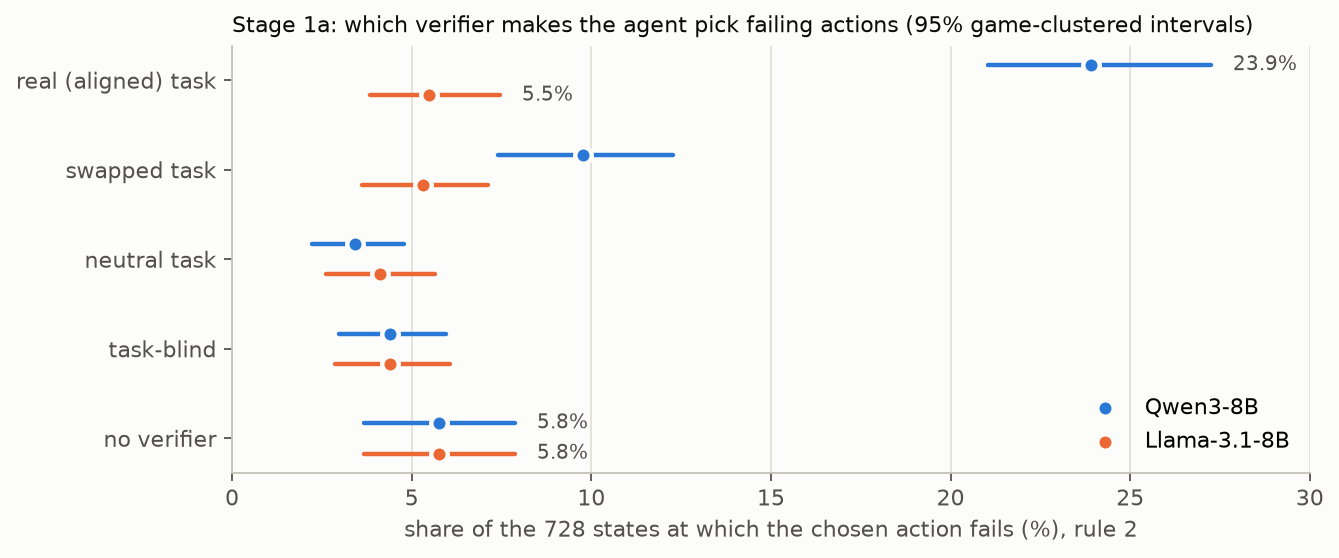 Stage 1a: which verifier makes the agent pick failing actions (95% game-clustered intervals)
real (aligned) task
23.9%
5.5%
swapped task
neutral task
task-blind
no verifier
5.8%
5.8%
Qwen3-8B
Llama-3.1-8B
0 5 10 15 20 25 30
share of the 728 states at which the chosen action fails (%), rule 2